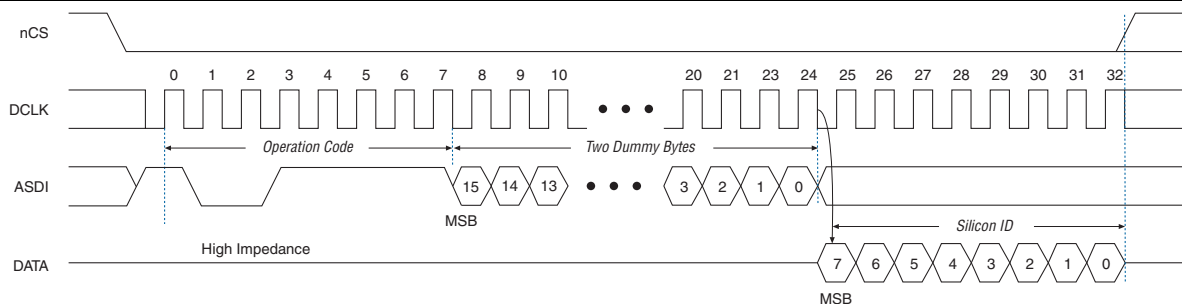 nCS
0 1 2 3 4 5 6 7 8 9 10 20 21 23 24 25 26 27 28 29 30 31 32
DCLK
Operation Code
Two Dummy Bytes
ASDI
15 14 13 3 2 1 0
MSB
Silicon ID
High Impedance
DATA
7 6 5 4 3 2 1 0
MSB